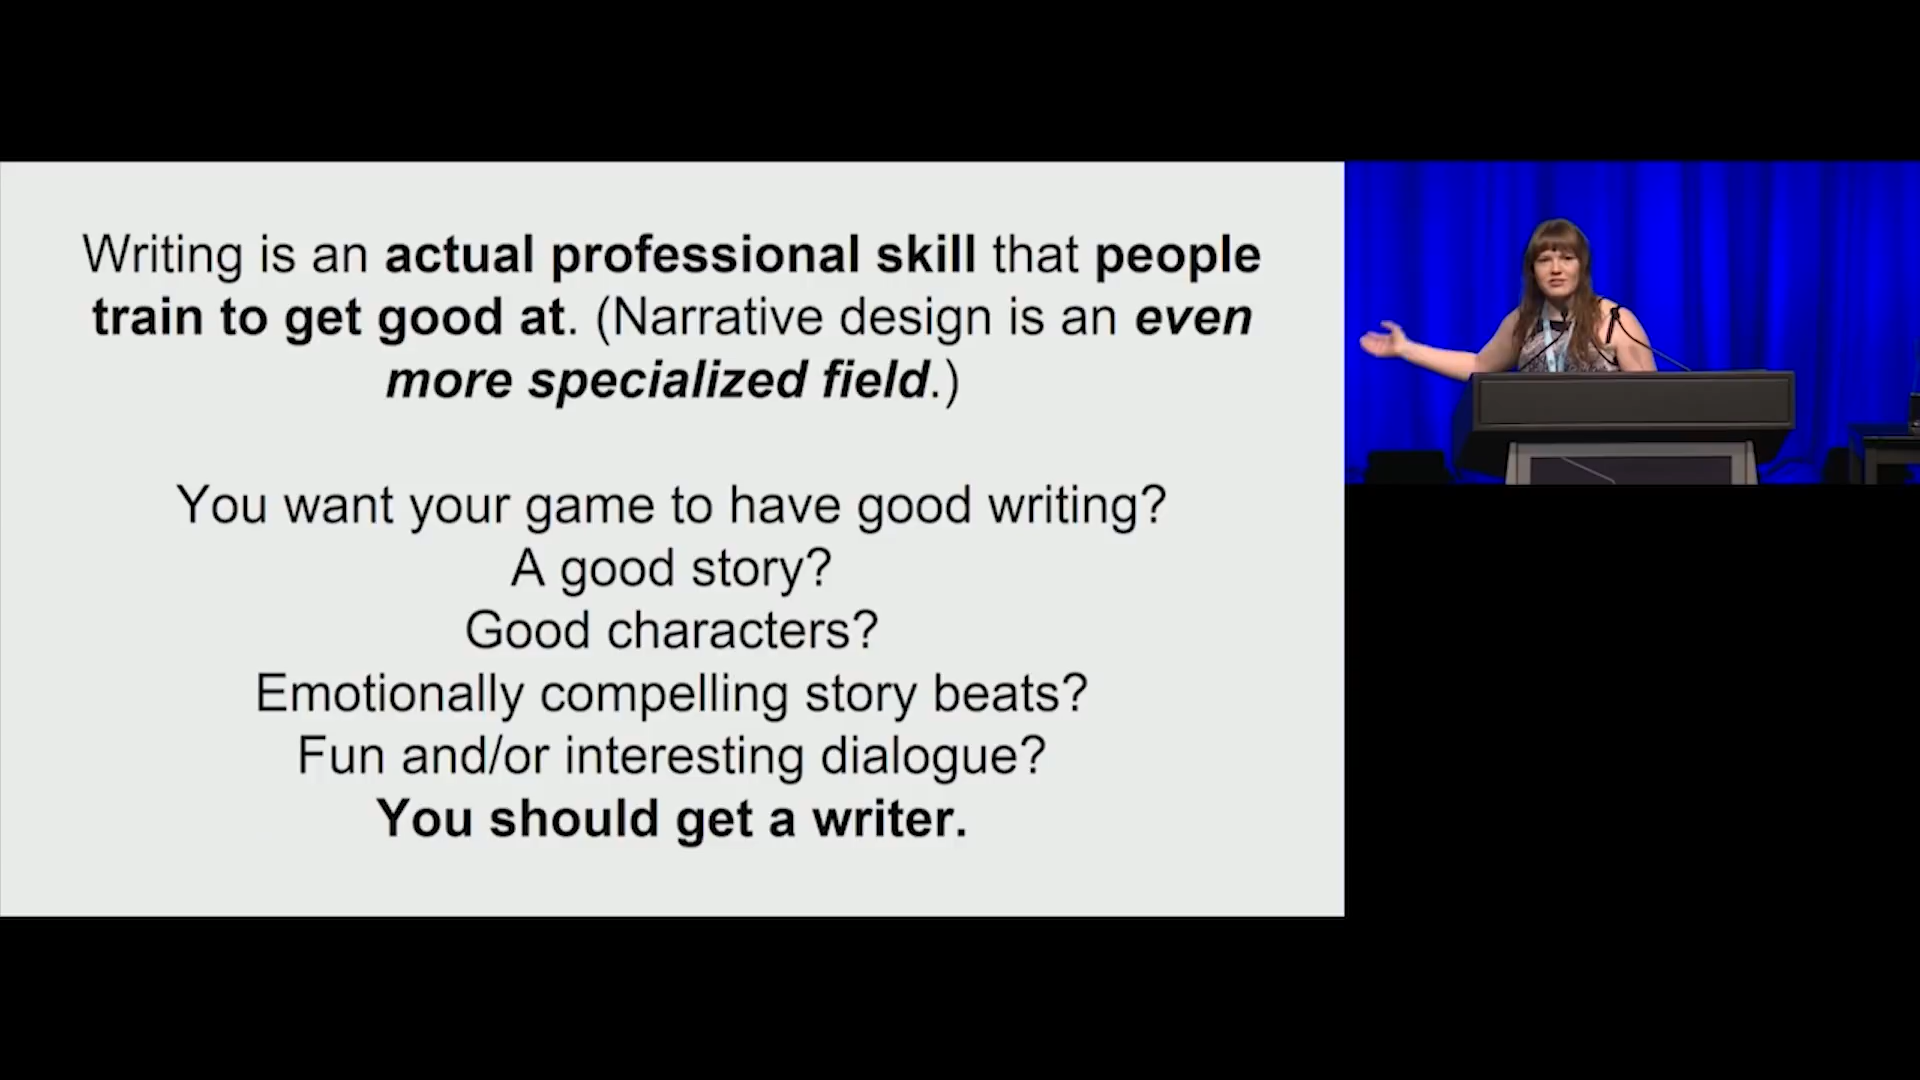 Writing is an actual professional skill that people
train to get good at. (Narrative design is an even
more specialized field.)
You want your game to have good writing?
A good story?
Good characters?
Emotionally compelling story beats?
Fun and/or interesting dialogue?
You should get a writer.